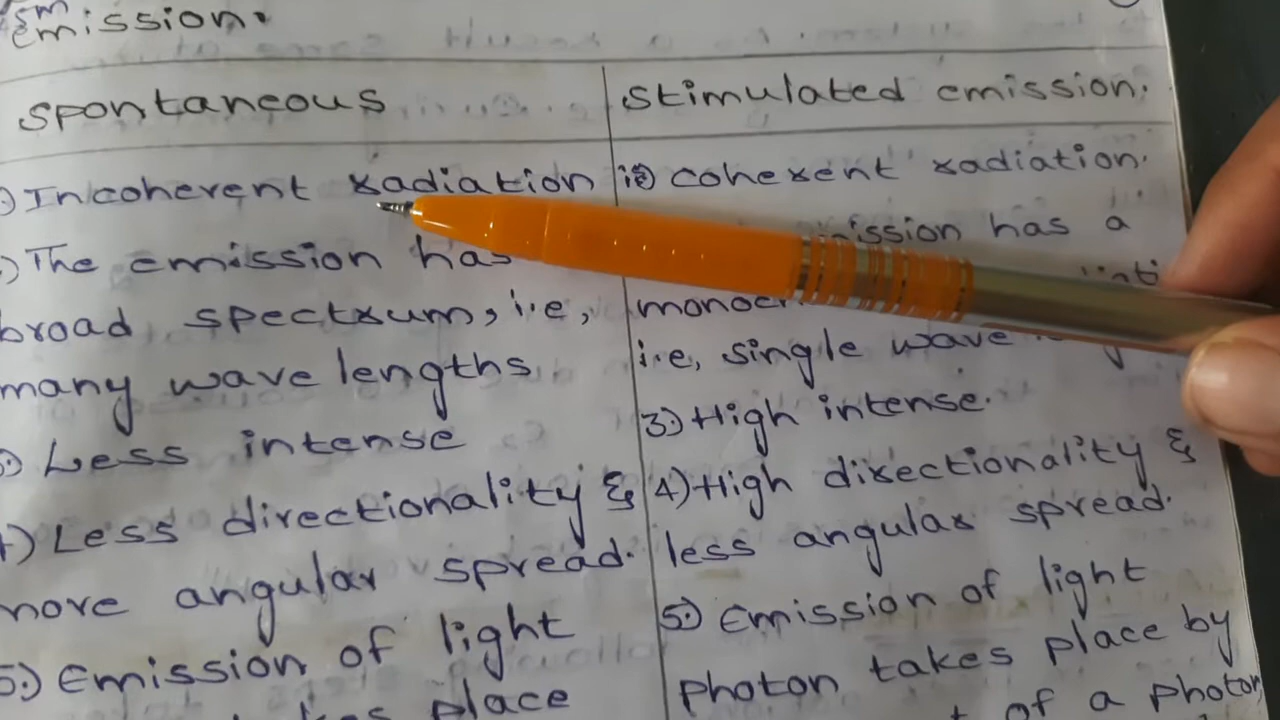 emission.
Spontaneous
Stimulated emission.
Incoherent radiation
coherent radiation.
The emission has
has a
broad spectrum, i.e,
i.e, single wave
many wave lengths
3) High intense.
Less intense
4) High directionality &
) Less directionality &
less angular spread.
more angular spread.
5) Emission of light
5) Emission of light
photon takes place by
place
of a photon